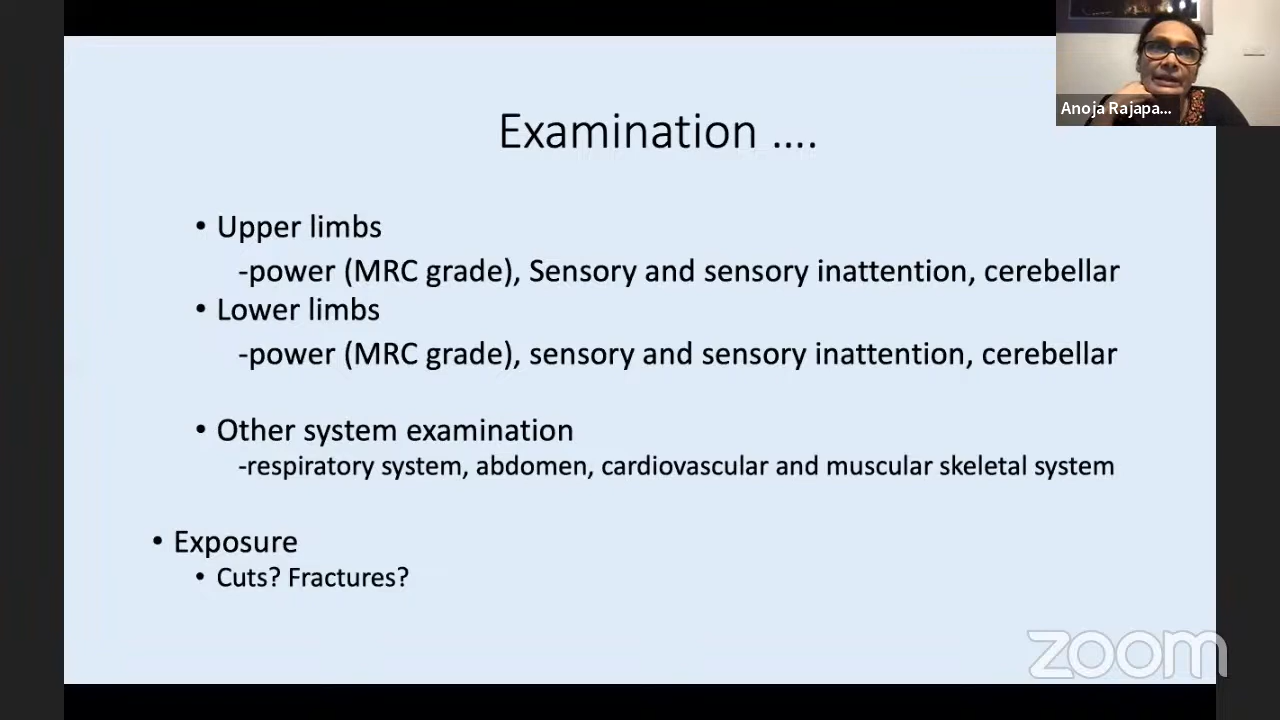 Anoja Rajapa...
Examination ....
• Upper limbs
-power (MRC grade), Sensory and sensory inattention, cerebellar
• Lower limbs
-power (MRC grade), sensory and sensory inattention, cerebellar
• Other system examination
-respiratory system, abdomen, cardiovascular and muscular skeletal system
• Exposure
• Cuts? Fractures?
zoom